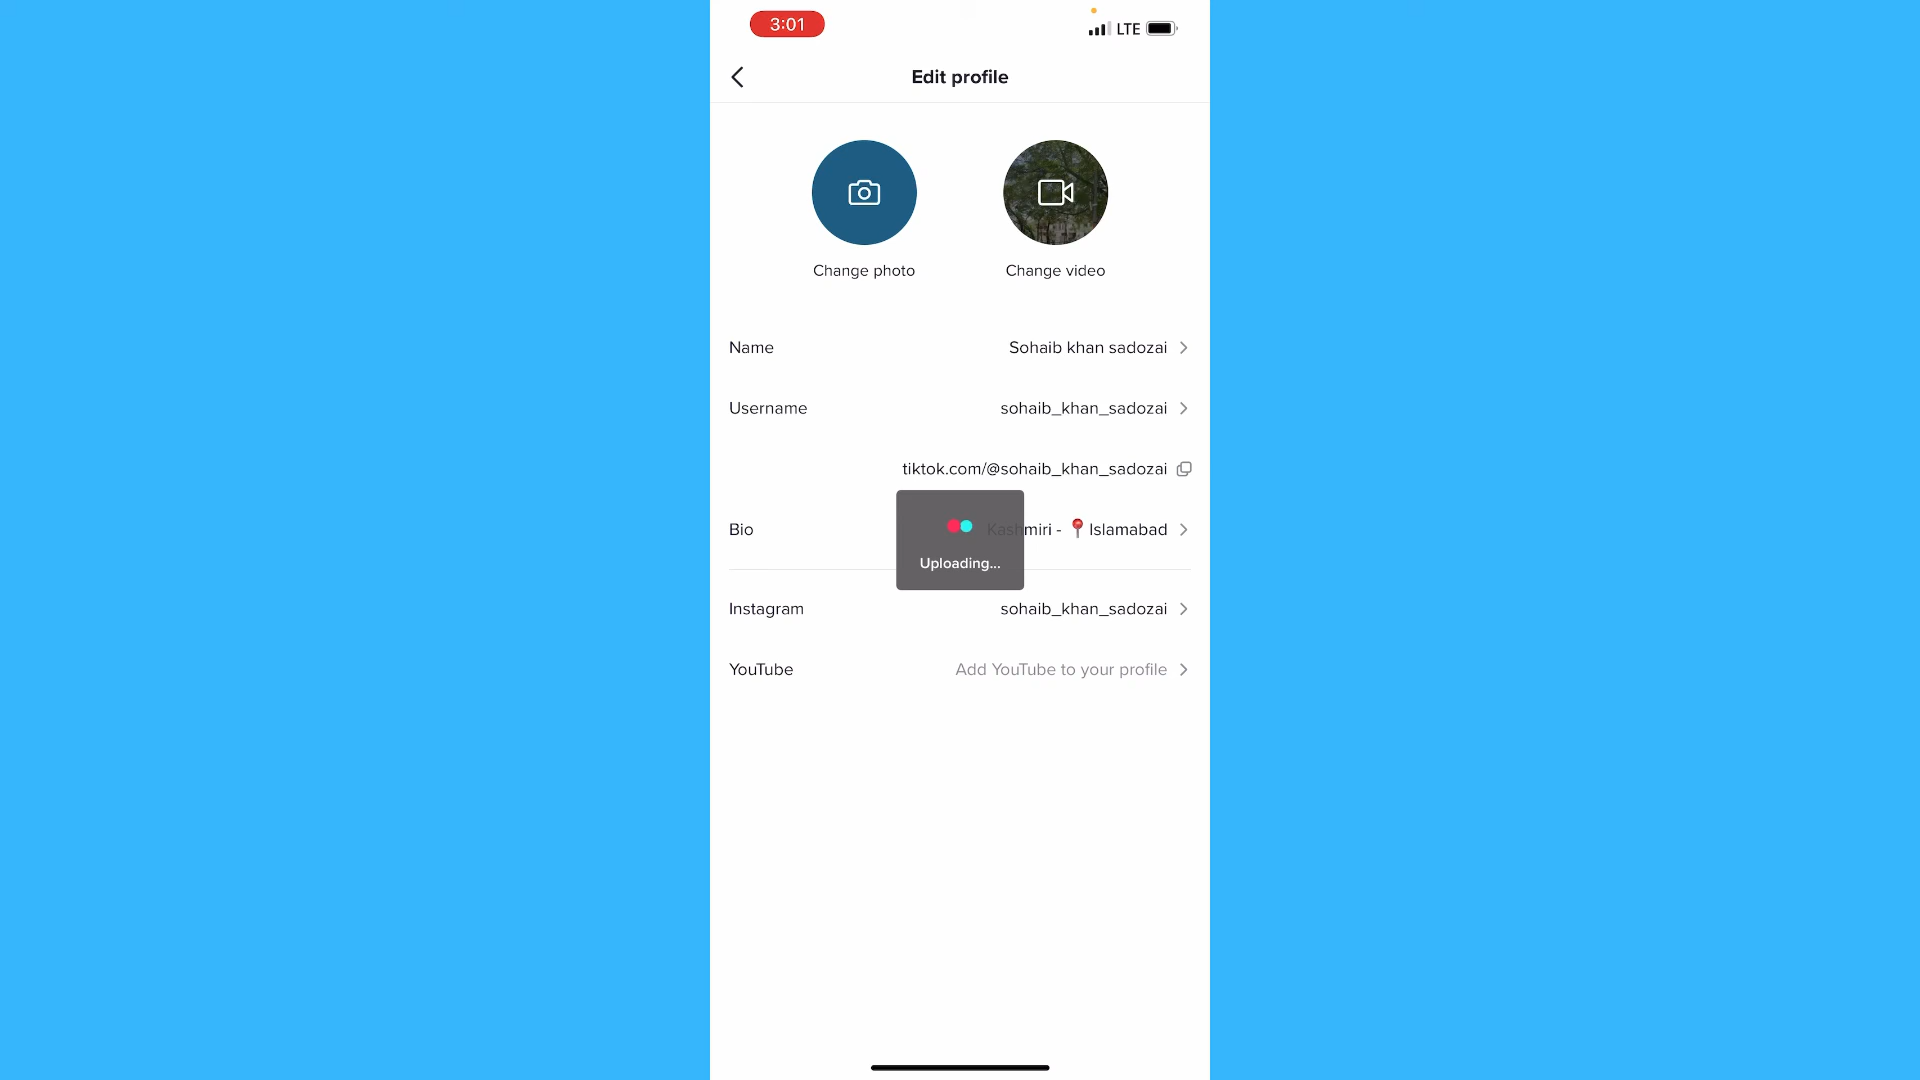 3:01
LTE
Edit profile
Change photo
Change video
Name
Sohaib khan sadozai
Username
sohaib_khan_sadozai
tiktok.com/@sohaib_khan_sadozai
Bio
Kashmiri - 📍Islamabad
Uploading...
Instagram
sohaib_khan_sadozai
YouTube
Add YouTube to your profile